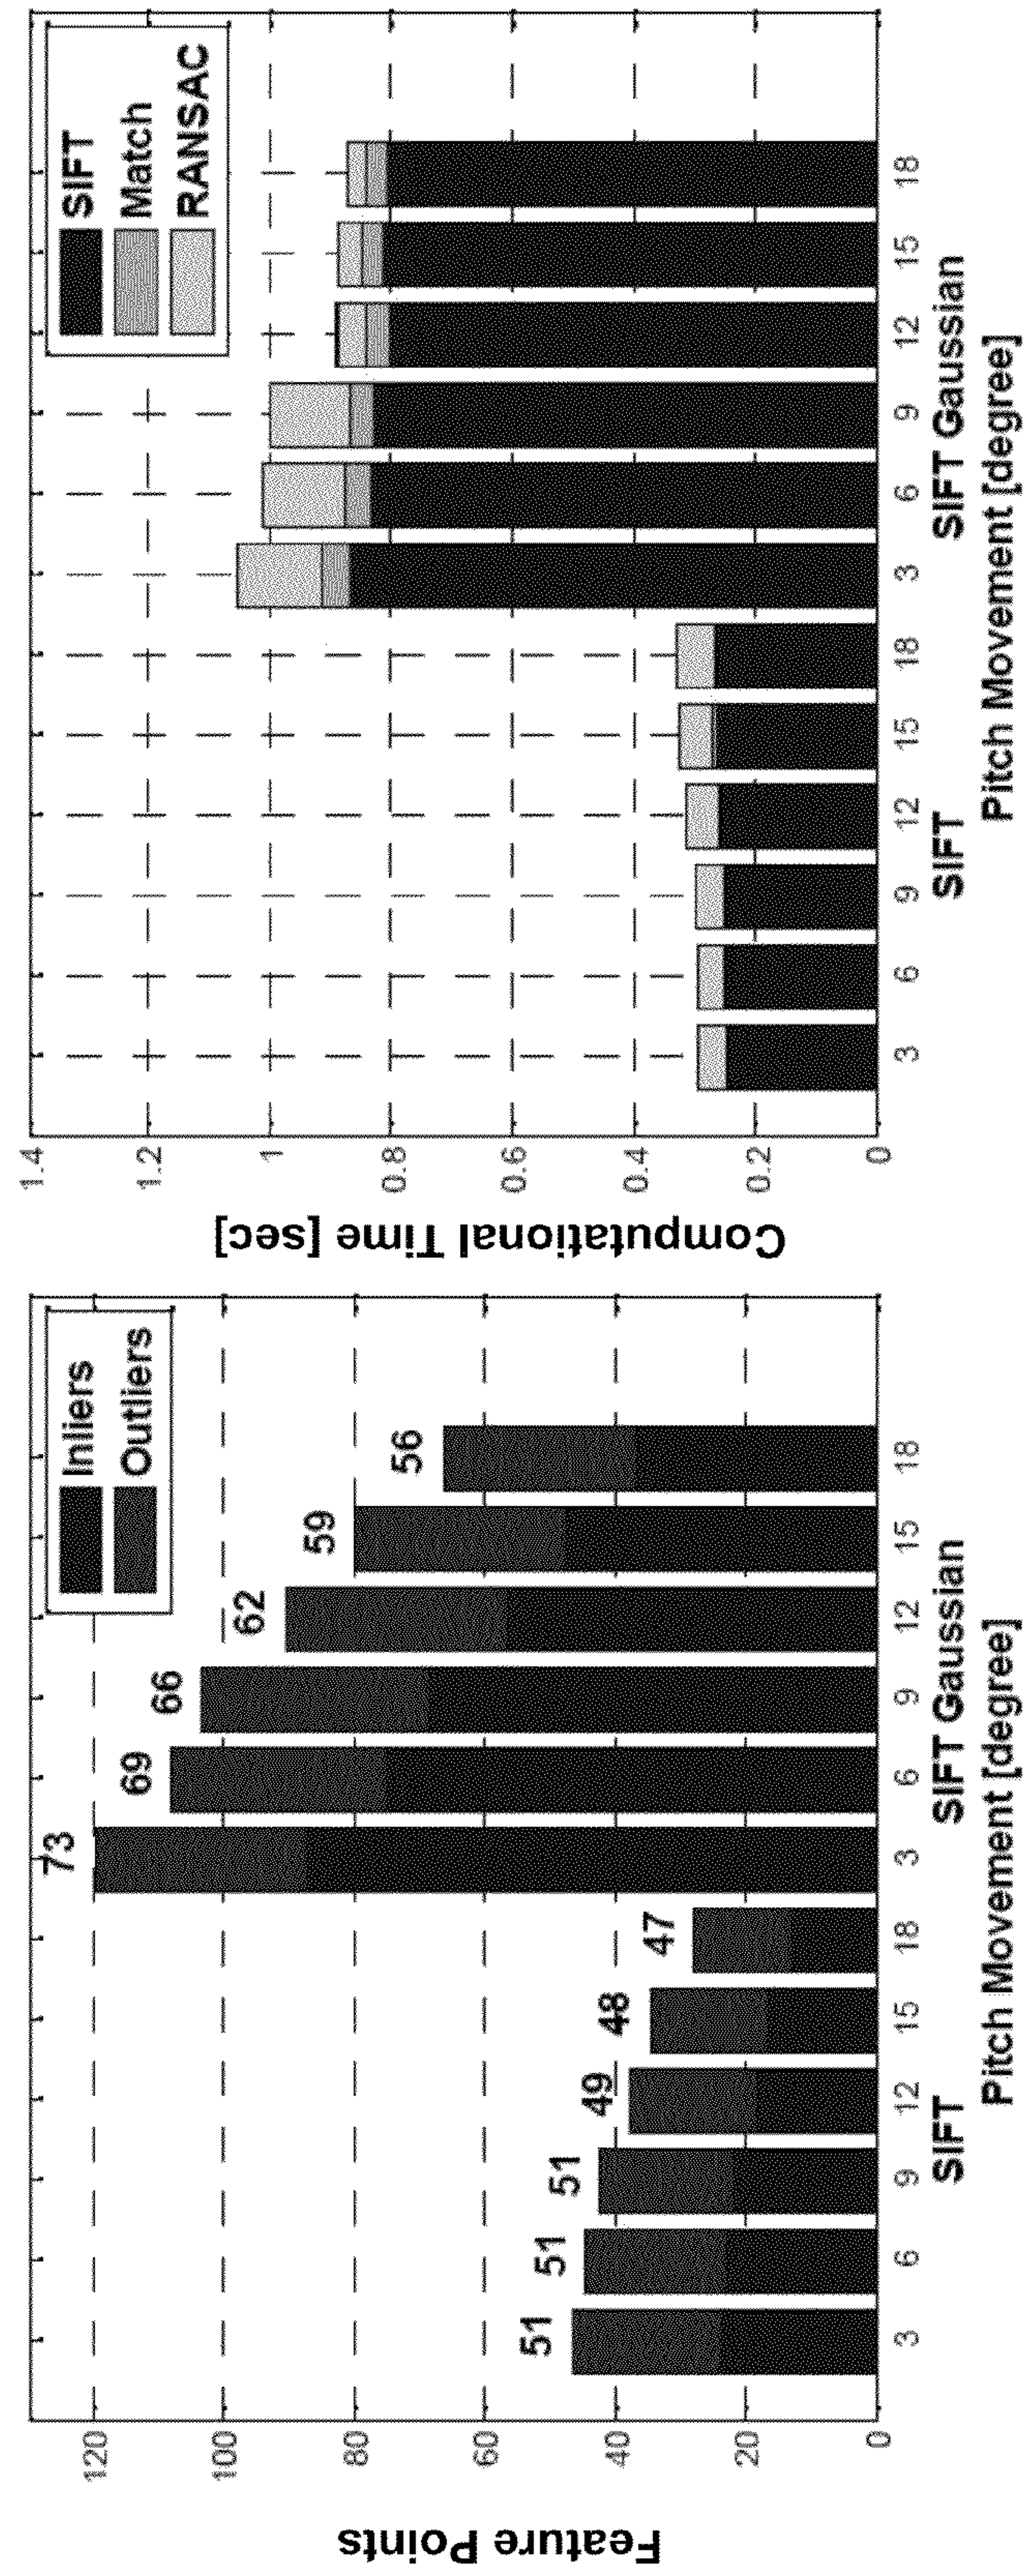 Feature Points
120
100
80
60
40
20
0
Inliers
Outliers
51
51
51
49
48
47
73
69
66
62
59
56
3 6 9 12 15 18 3 6 9 12 15 18
SIFT SIFT Gaussian
Pitch Movement [degree]
Computational Time [sec]
1.4
1.2
1
0.8
0.6
0.4
0.2
0
SIFT
Match
RANSAC
3 6 9 12 15 18 3 6 9 12 15 18
SIFT SIFT Gaussian
Pitch Movement [degree]